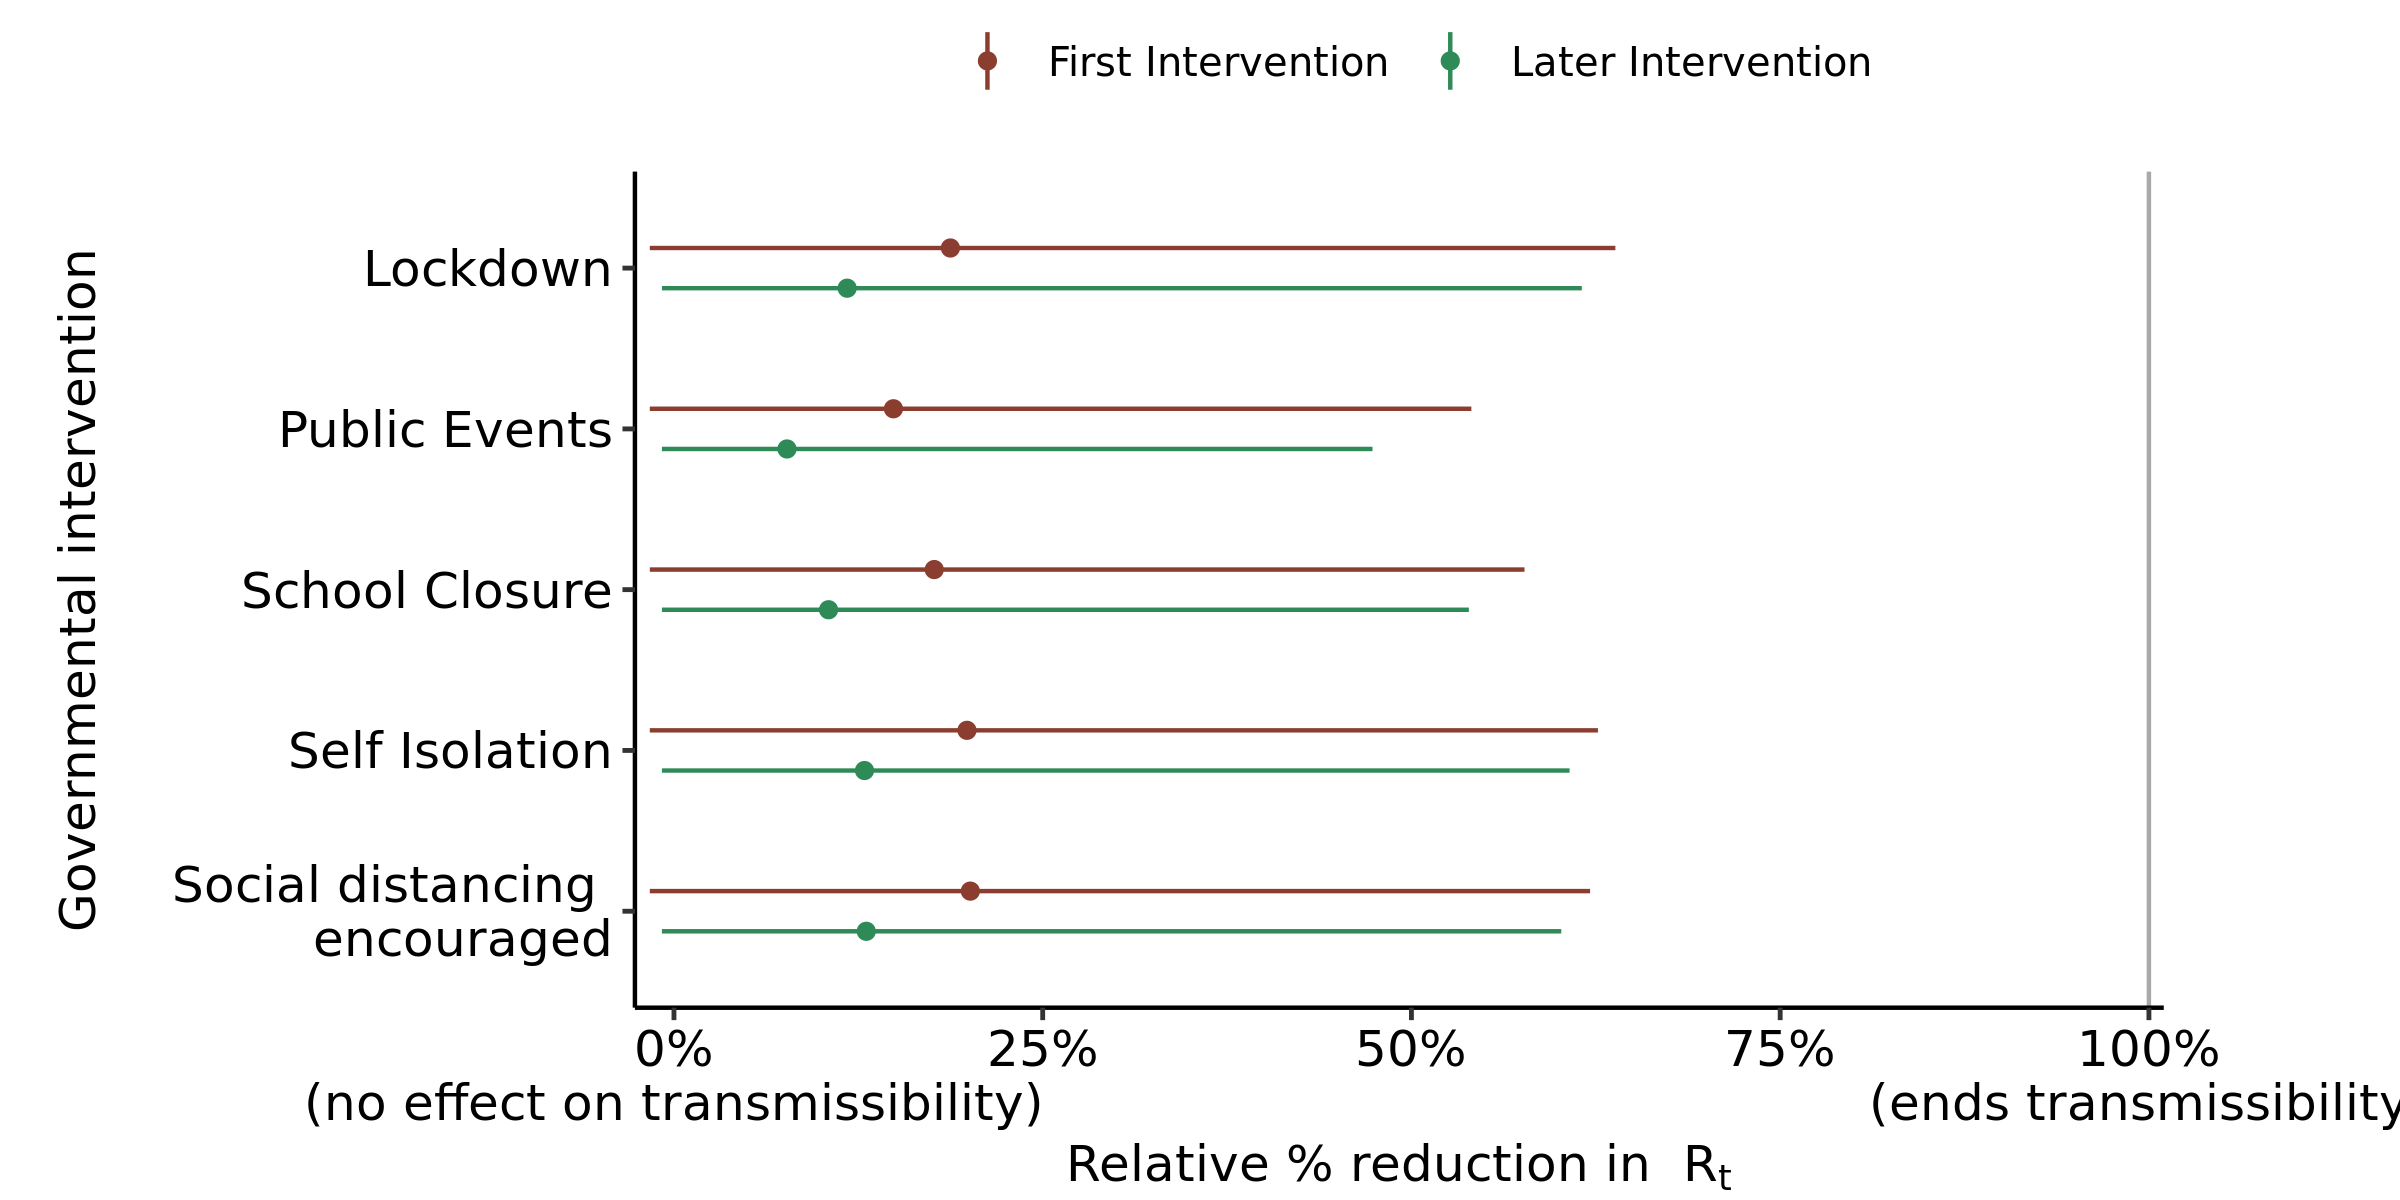 First Intervention Later Intervention
Governmental intervention
Lockdown
Public Events
School Closure
Self Isolation
Social distancing
encouraged
0% 25% 50% 75% 100%
(no effect on transmissibility) (ends transmissibility
Relative % reduction in Rt